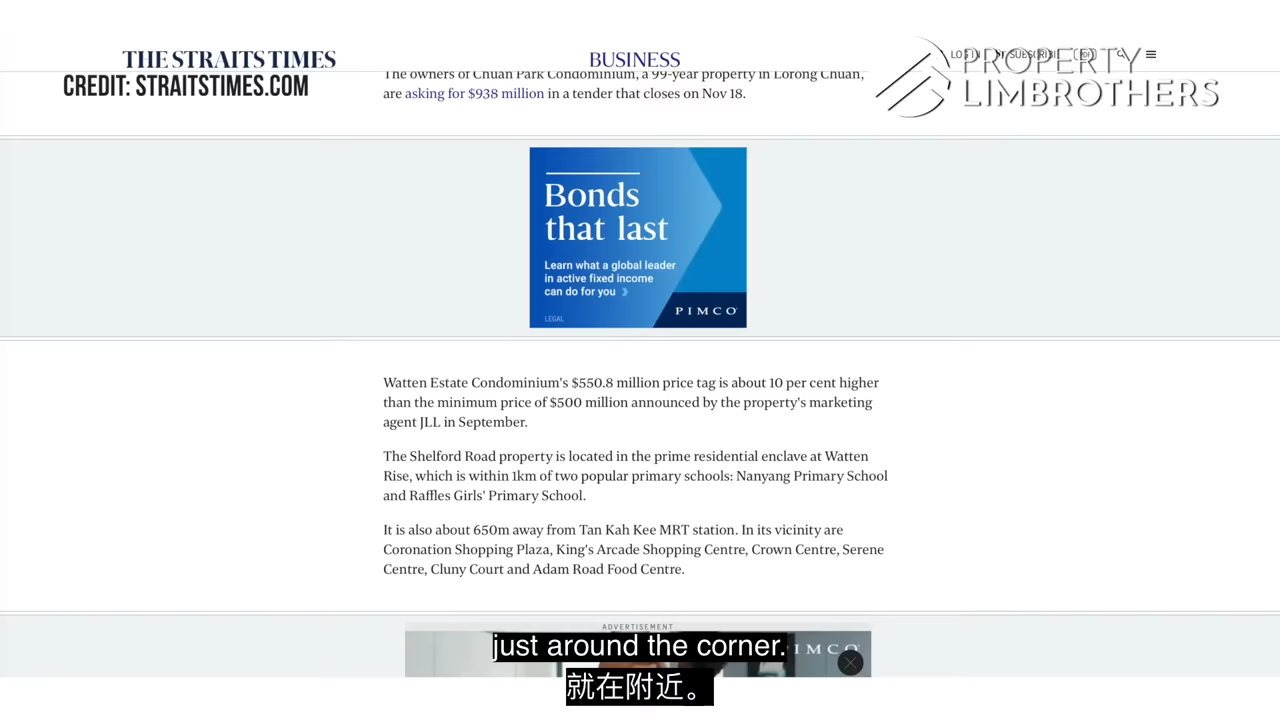 THE STRAITS TIMES
BUSINESS
PROPERTY
LIMBROTHERS
CREDIT: STRAITSTIMES.COM
The owners of Chuan Park Condominium, a 99-year property in Lorong Chuan,
are asking for $938 million in a tender that closes on Nov 18.
Bonds
that last
Learn what a global leader
in active fixed income
can do for you
PIMCO
LEGAL
Watten Estate Condominium's $550.8 million price tag is about 10 per cent higher
than the minimum price of $500 million announced by the property's marketing
agent JLL in September.
The Shelford Road property is located in the prime residential enclave at Watten
Rise, which is within 1km of two popular primary schools: Nanyang Primary School
and Raffles Girls' Primary School.
It is also about 650m away from Tan Kah Kee MRT station. In its vicinity are
Coronation Shopping Plaza, King's Arcade Shopping Centre, Crown Centre, Serene
Centre, Cluny Court and Adam Road Food Centre.
ADVERTISEMENT
just around the corner.
就在附近。